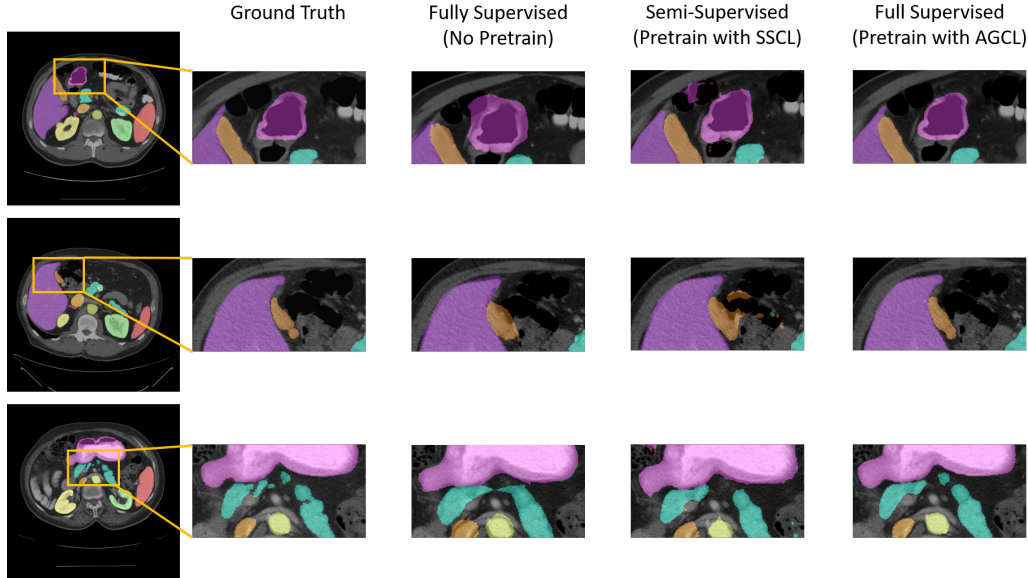 Ground Truth
Fully Supervised
(No Pretrain)
Semi-Supervised
(Pretrain with SSCL)
Full Supervised
(Pretrain with AGCL)